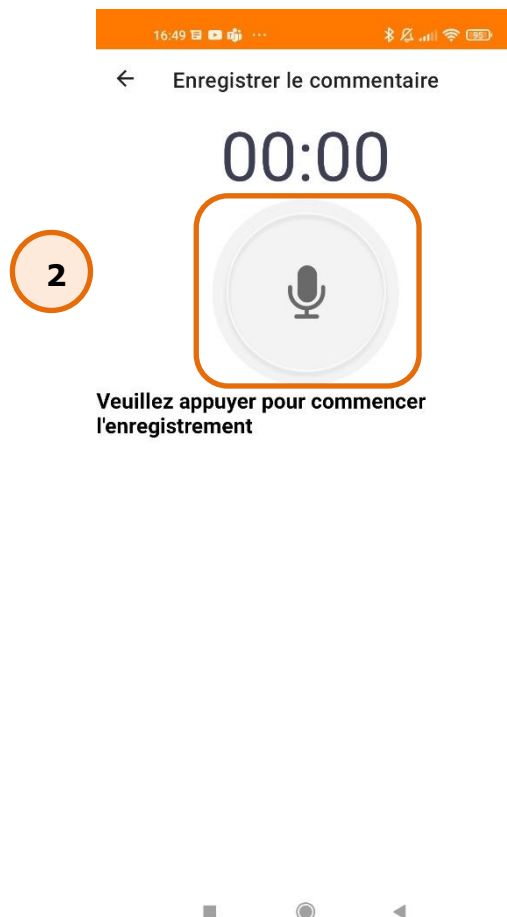 16:49 ... 95
Enregistrer le commentaire
00:00
2
Veuillez appuyer pour commencer
l'enregistrement